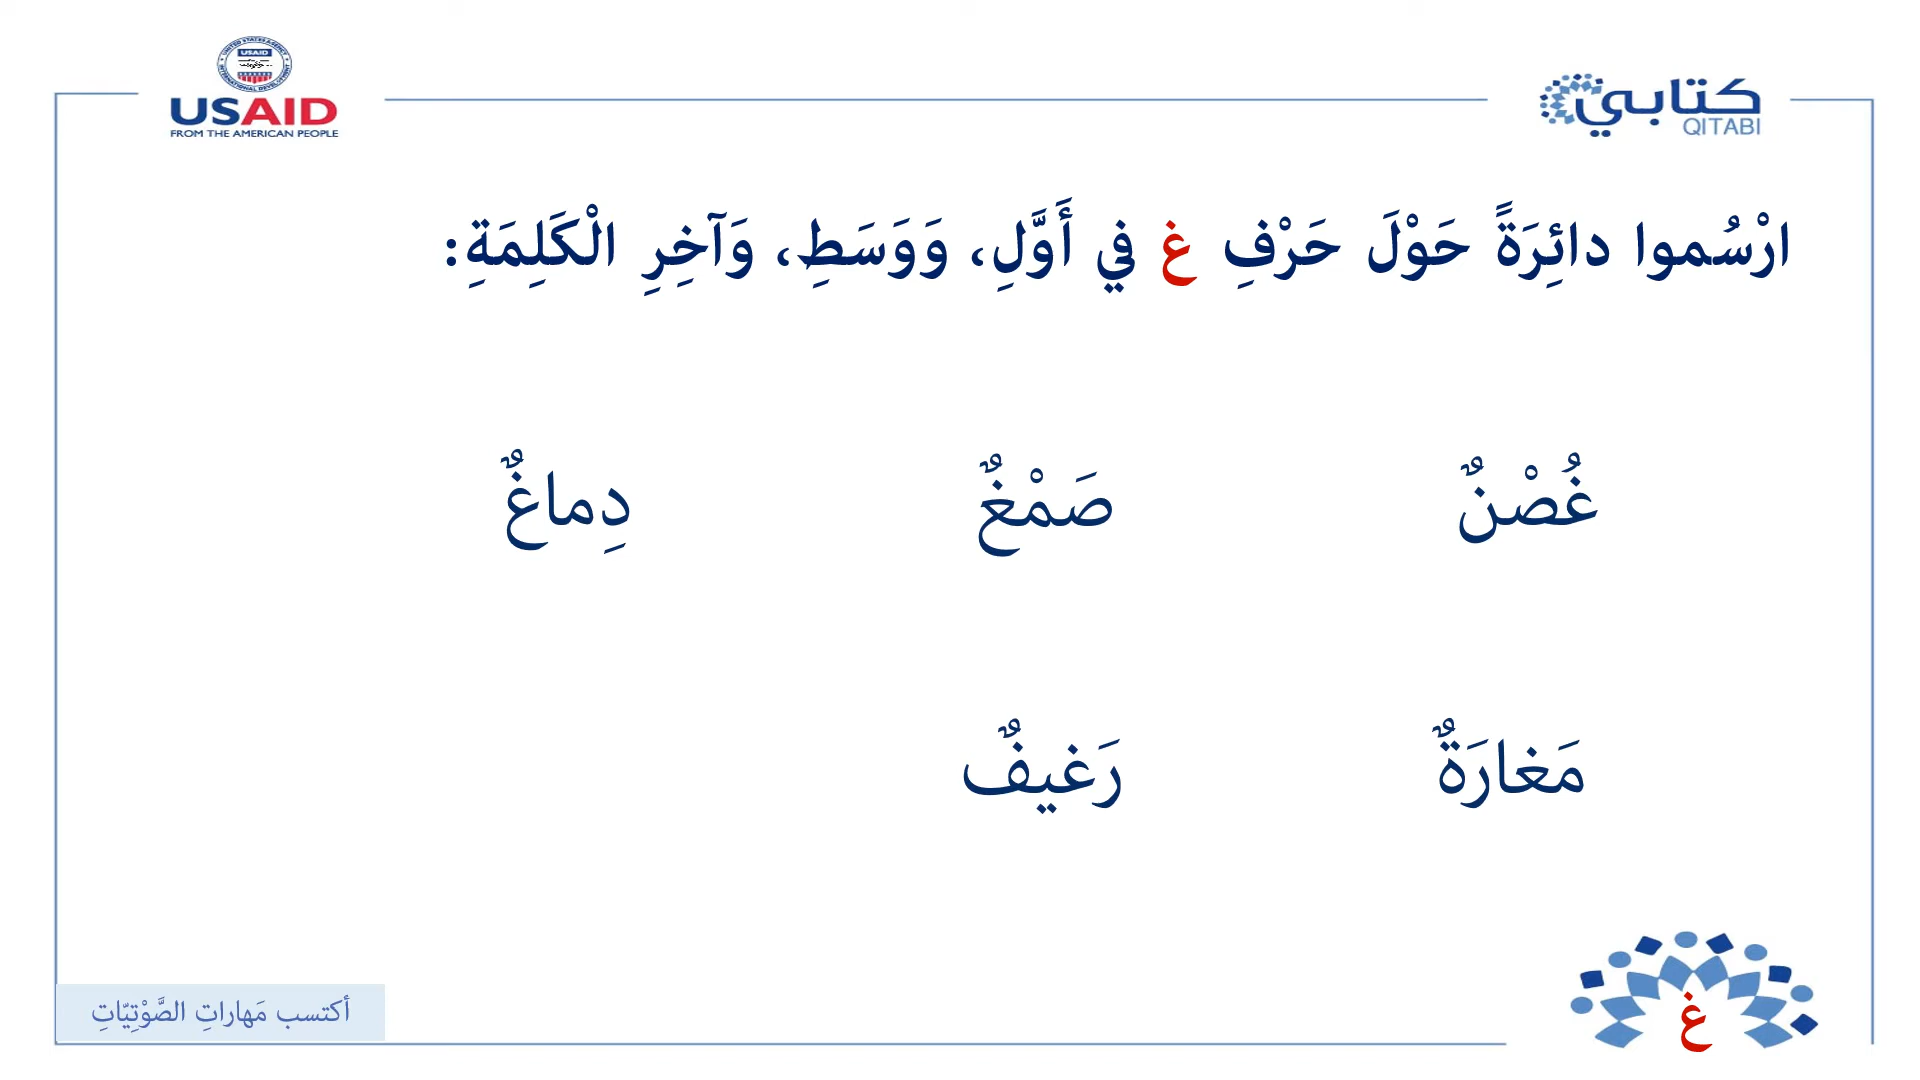 USAID
FROM THE AMERICAN PEOPLE
كتابي
QITABI
ارْسُموا دائِرَةً حَوْلَ حَرْفِ غ في أَوَّلِ، وَوَسَطِ، وَآخِرِ الْكَلِمَةِ:
غُصْنٌ صَمْغٌ دِماغٌ
مَغارَةٌ رَغيفٌ
أكتسب مَهاراتِ الصَّوْتِيّاتِ
غ